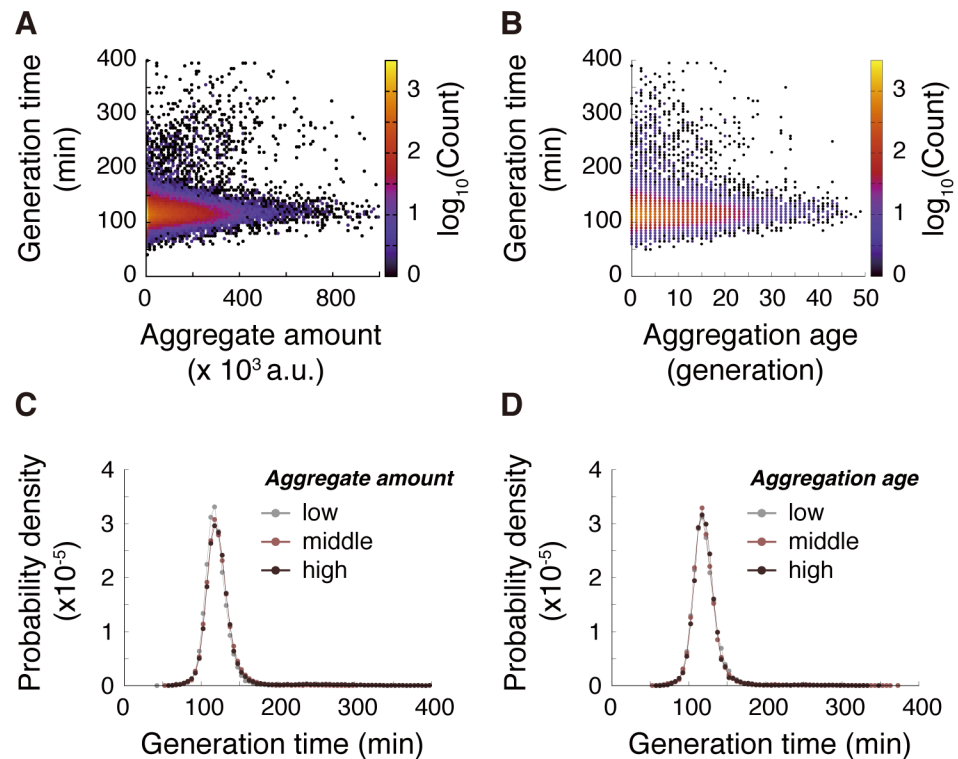 A
Generation time
(min)
400
300
200
100
0
0
400
800
Aggregate amount
(x 10³ a.u.)
3
2
1
0
log₁₀(Count)
B
Generation time
(min)
400
300
200
100
0
0
10
20
30
40
50
Aggregation age
(generation)
3
2
1
0
log₁₀(Count)
C
Probability density
(x10⁻⁵)
4
3
2
1
0
Aggregate amount
low
middle
high
0
100
200
300
400
Generation time (min)
D
Probability density
(x10⁻⁵)
4
3
2
1
0
Aggregation age
low
middle
high
0
100
200
300
400
Generation time (min)